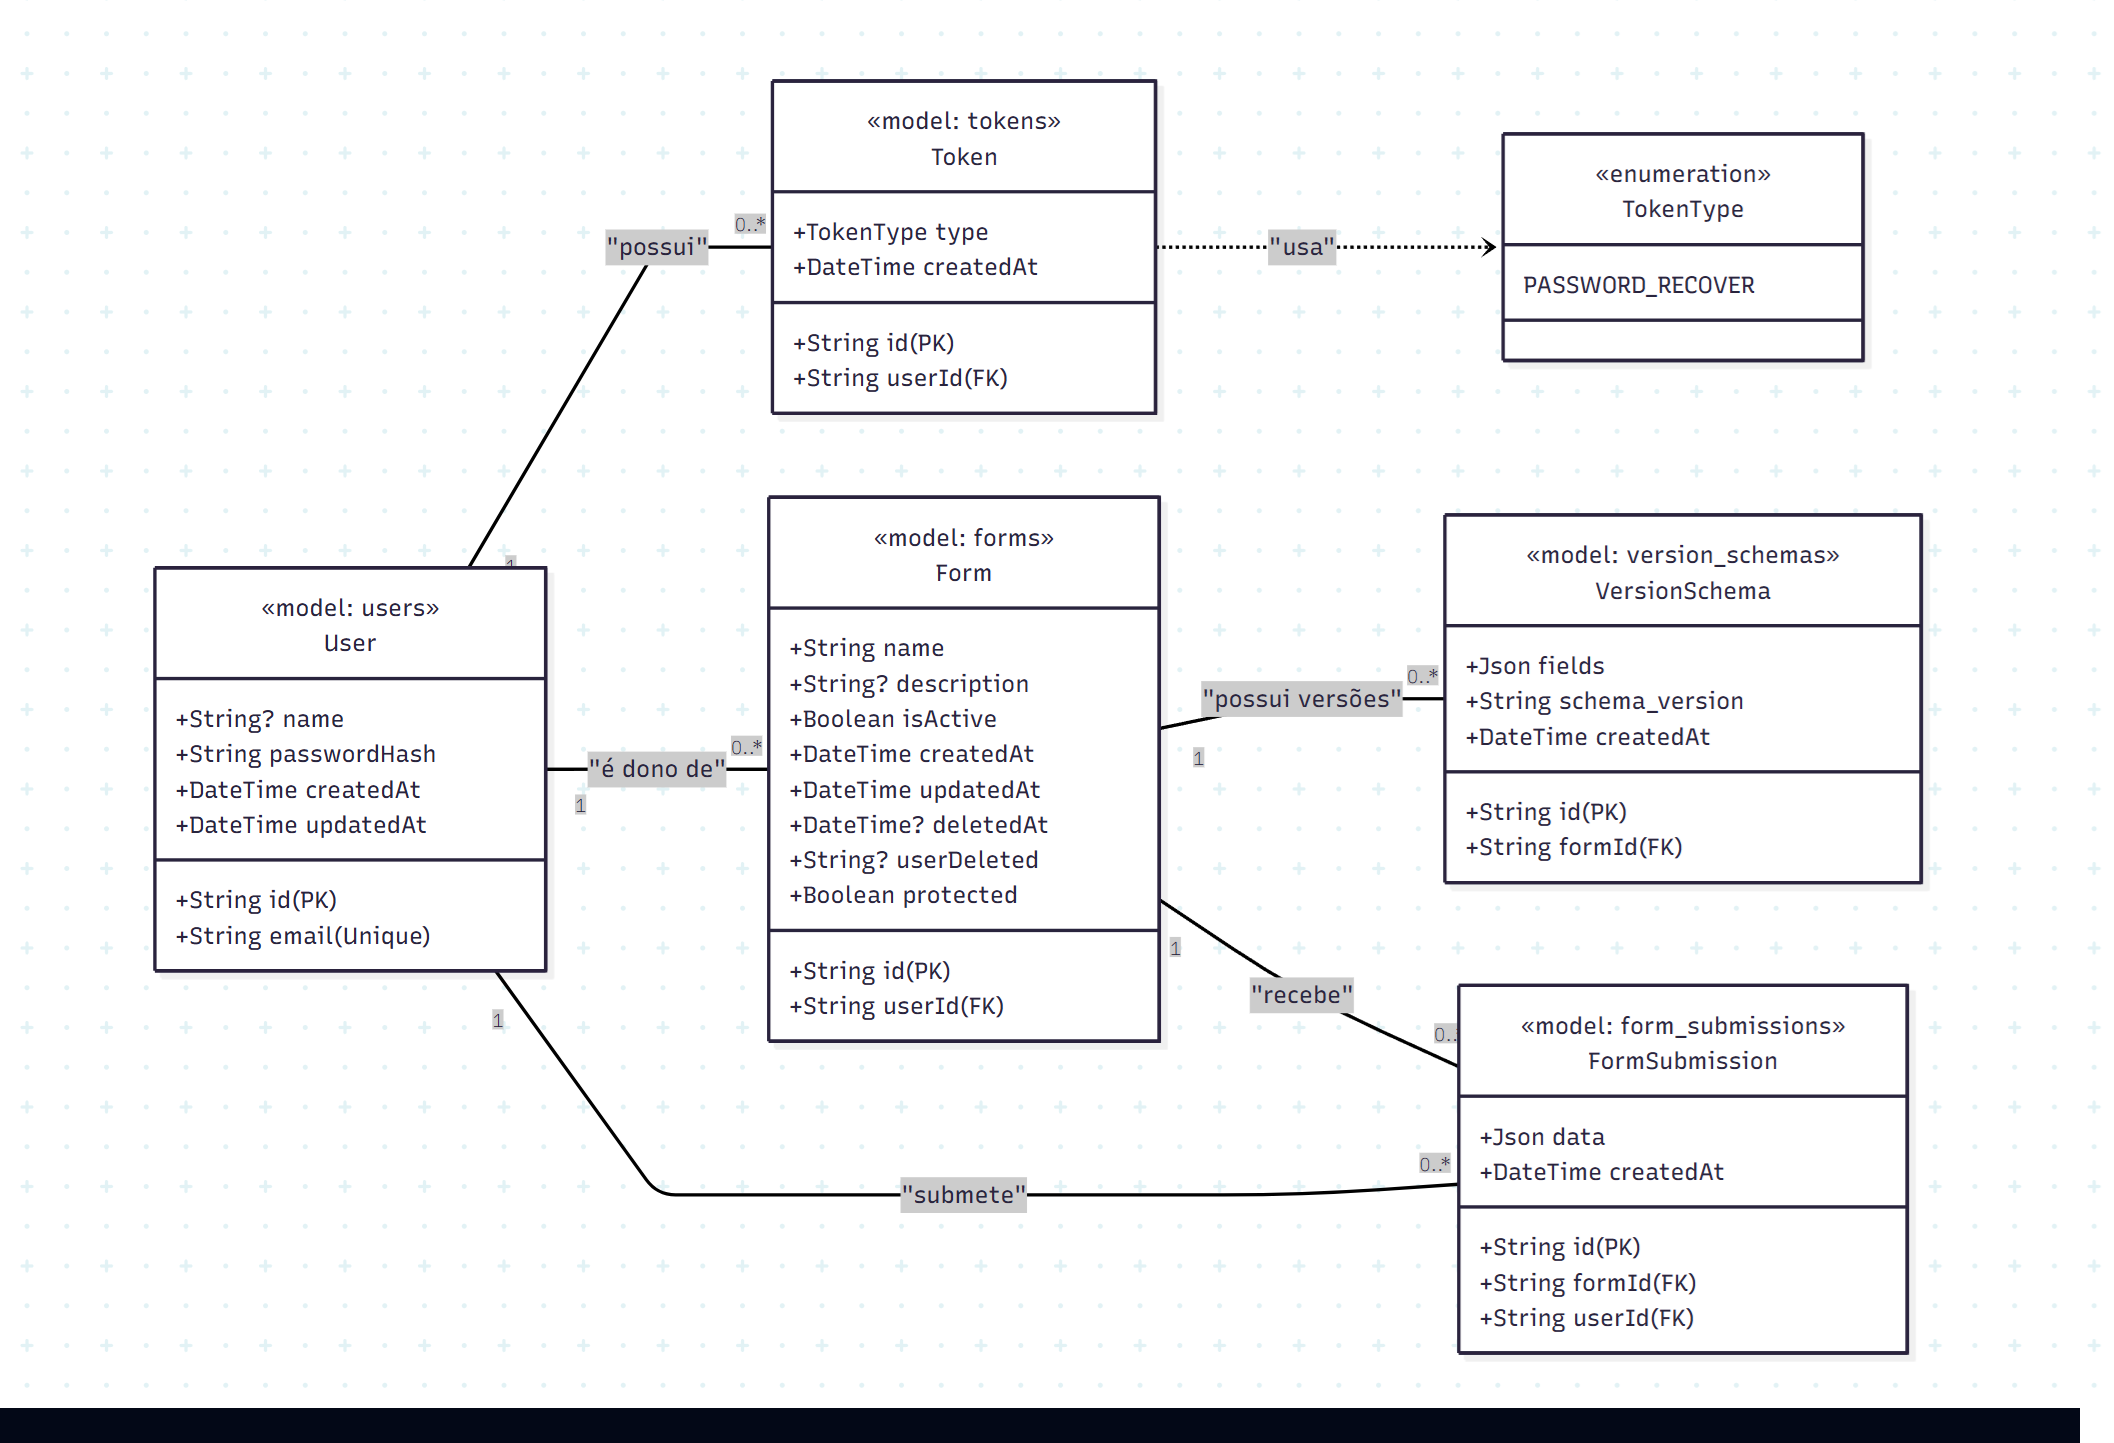 «model: tokens»
Token
+TokenType type
+DateTime createdAt
+String id(PK)
+String userId(FK)
"possui"
0..*
1
"usa"
«enumeration»
TokenType
PASSWORD_RECOVER
«model: users»
User
+String? name
+String passwordHash
+DateTime createdAt
+DateTime updatedAt
+String id(PK)
+String email(Unique)
"é dono de"
0..*
1
«model: forms»
Form
+String name
+String? description
+Boolean isActive
+DateTime createdAt
+DateTime updatedAt
+DateTime? deletedAt
+String? userDeleted
+Boolean protected
+String id(PK)
+String userId(FK)
"possui versões"
0..*
1
«model: version_schemas»
VersionSchema
+Json fields
+String schema_version
+DateTime createdAt
+String id(PK)
+String formId(FK)
1
"recebe"
0..
«model: form_submissions»
FormSubmission
+Json data
+DateTime createdAt
+String id(PK)
+String formId(FK)
+String userId(FK)
1
"submete"
0..*